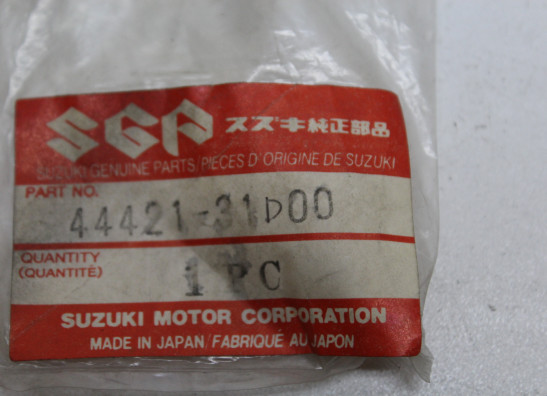 SGP スズキ純正部品
SUZUKI GENUINE PARTS/PIECES D'ORIGINE DE SUZUKI
PART NO.
44421-31D00
QUANTITY
(QUANTITÉ)
1 PC
SUZUKI MOTOR CORPORATION
MADE IN JAPAN/FABRIQUÉ AU JAPON